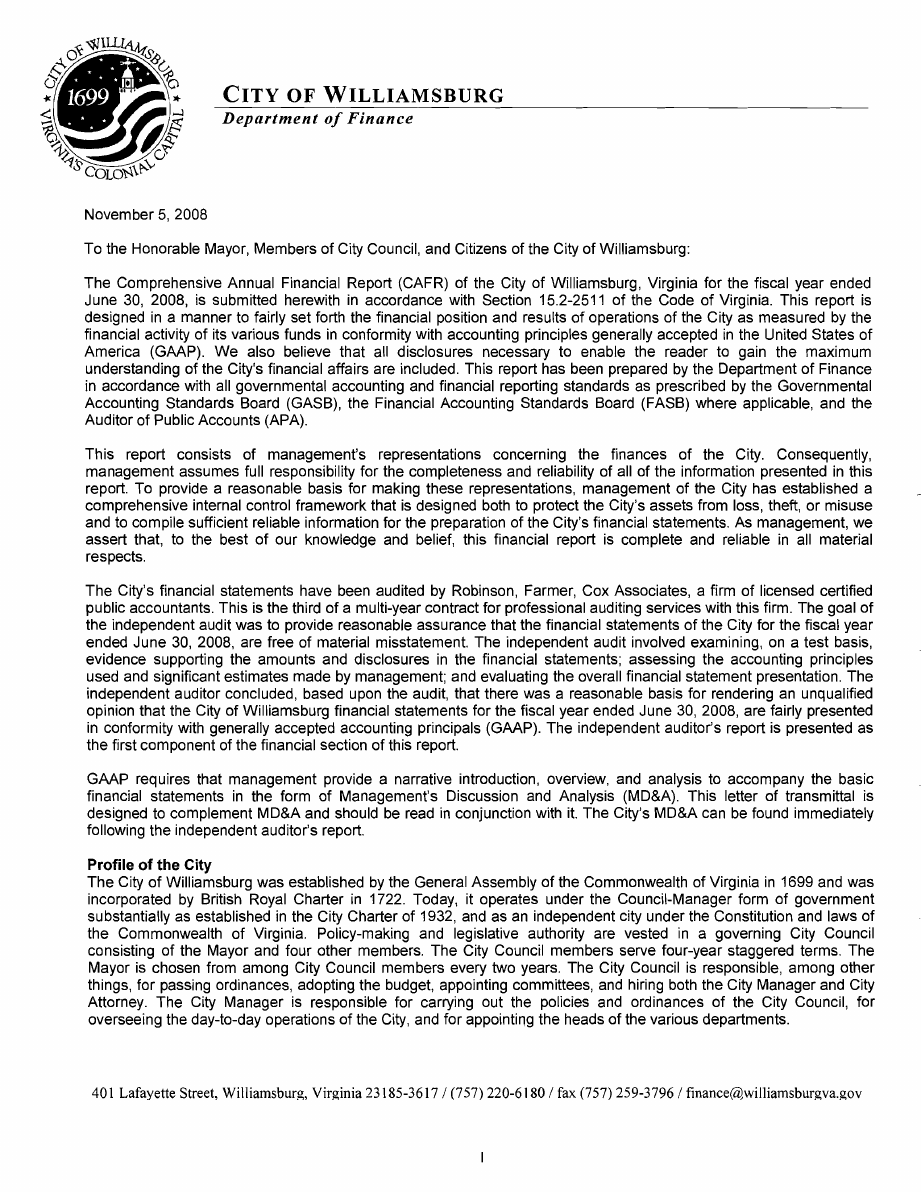 CITY OF WILLIAMSBURG
1699
VIRGINIA'S COLONIAL CAPITAL
CITY OF WILLIAMSBURG
Department of Finance
November 5, 2008
To the Honorable Mayor, Members of City Council, and Citizens of the City of Williamsburg:
The Comprehensive Annual Financial Report (CAFR) of the City of Williamsburg, Virginia for the fiscal year ended
June 30, 2008, is submitted herewith in accordance with Section 15.2-2511 of the Code of Virginia. This report is
designed in a manner to fairly set forth the financial position and results of operations of the City as measured by the
financial activity of its various funds in conformity with accounting principles generally accepted in the United States of
America (GAAP). We also believe that all disclosures necessary to enable the reader to gain the maximum
understanding of the City's financial affairs are included. This report has been prepared by the Department of Finance
in accordance with all governmental accounting and financial reporting standards as prescribed by the Governmental
Accounting Standards Board (GASB), the Financial Accounting Standards Board (FASB) where applicable, and the
Auditor of Public Accounts (APA).
This report consists of management's representations concerning the finances of the City. Consequently,
management assumes full responsibility for the completeness and reliability of all of the information presented in this
report. To provide a reasonable basis for making these representations, management of the City has established a
comprehensive internal control framework that is designed both to protect the City's assets from loss, theft, or misuse
and to compile sufficient reliable information for the preparation of the City's financial statements. As management, we
assert that, to the best of our knowledge and belief, this financial report is complete and reliable in all material
respects.
The City's financial statements have been audited by Robinson, Farmer, Cox Associates, a firm of licensed certified
public accountants. This is the third of a multi-year contract for professional auditing services with this firm. The goal of
the independent audit was to provide reasonable assurance that the financial statements of the City for the fiscal year
ended June 30, 2008, are free of material misstatement. The independent audit involved examining, on a test basis,
evidence supporting the amounts and disclosures in the financial statements; assessing the accounting principles
used and significant estimates made by management; and evaluating the overall financial statement presentation. The
independent auditor concluded, based upon the audit, that there was a reasonable basis for rendering an unqualified
opinion that the City of Williamsburg financial statements for the fiscal year ended June 30, 2008, are fairly presented
in conformity with generally accepted accounting principals (GAAP). The independent auditor's report is presented as
the first component of the financial section of this report.
GAAP requires that management provide a narrative introduction, overview, and analysis to accompany the basic
financial statements in the form of Management's Discussion and Analysis (MD&A). This letter of transmittal is
designed to complement MD&A and should be read in conjunction with it. The City's MD&A can be found immediately
following the independent auditor's report.
Profile of the City
The City of Williamsburg was established by the General Assembly of the Commonwealth of Virginia in 1699 and was
incorporated by British Royal Charter in 1722. Today, it operates under the Council-Manager form of government
substantially as established in the City Charter of 1932, and as an independent city under the Constitution and laws of
the Commonwealth of Virginia. Policy-making and legislative authority are vested in a governing City Council
consisting of the Mayor and four other members. The City Council members serve four-year staggered terms. The
Mayor is chosen from among City Council members every two years. The City Council is responsible, among other
things, for passing ordinances, adopting the budget, appointing committees, and hiring both the City Manager and City
Attorney. The City Manager is responsible for carrying out the policies and ordinances of the City Council, for
overseeing the day-to-day operations of the City, and for appointing the heads of the various departments.
401 Lafayette Street, Williamsburg, Virginia 23185-3617 / (757) 220-6180 / fax (757) 259-3796 / finance@williamsburgva.gov
I